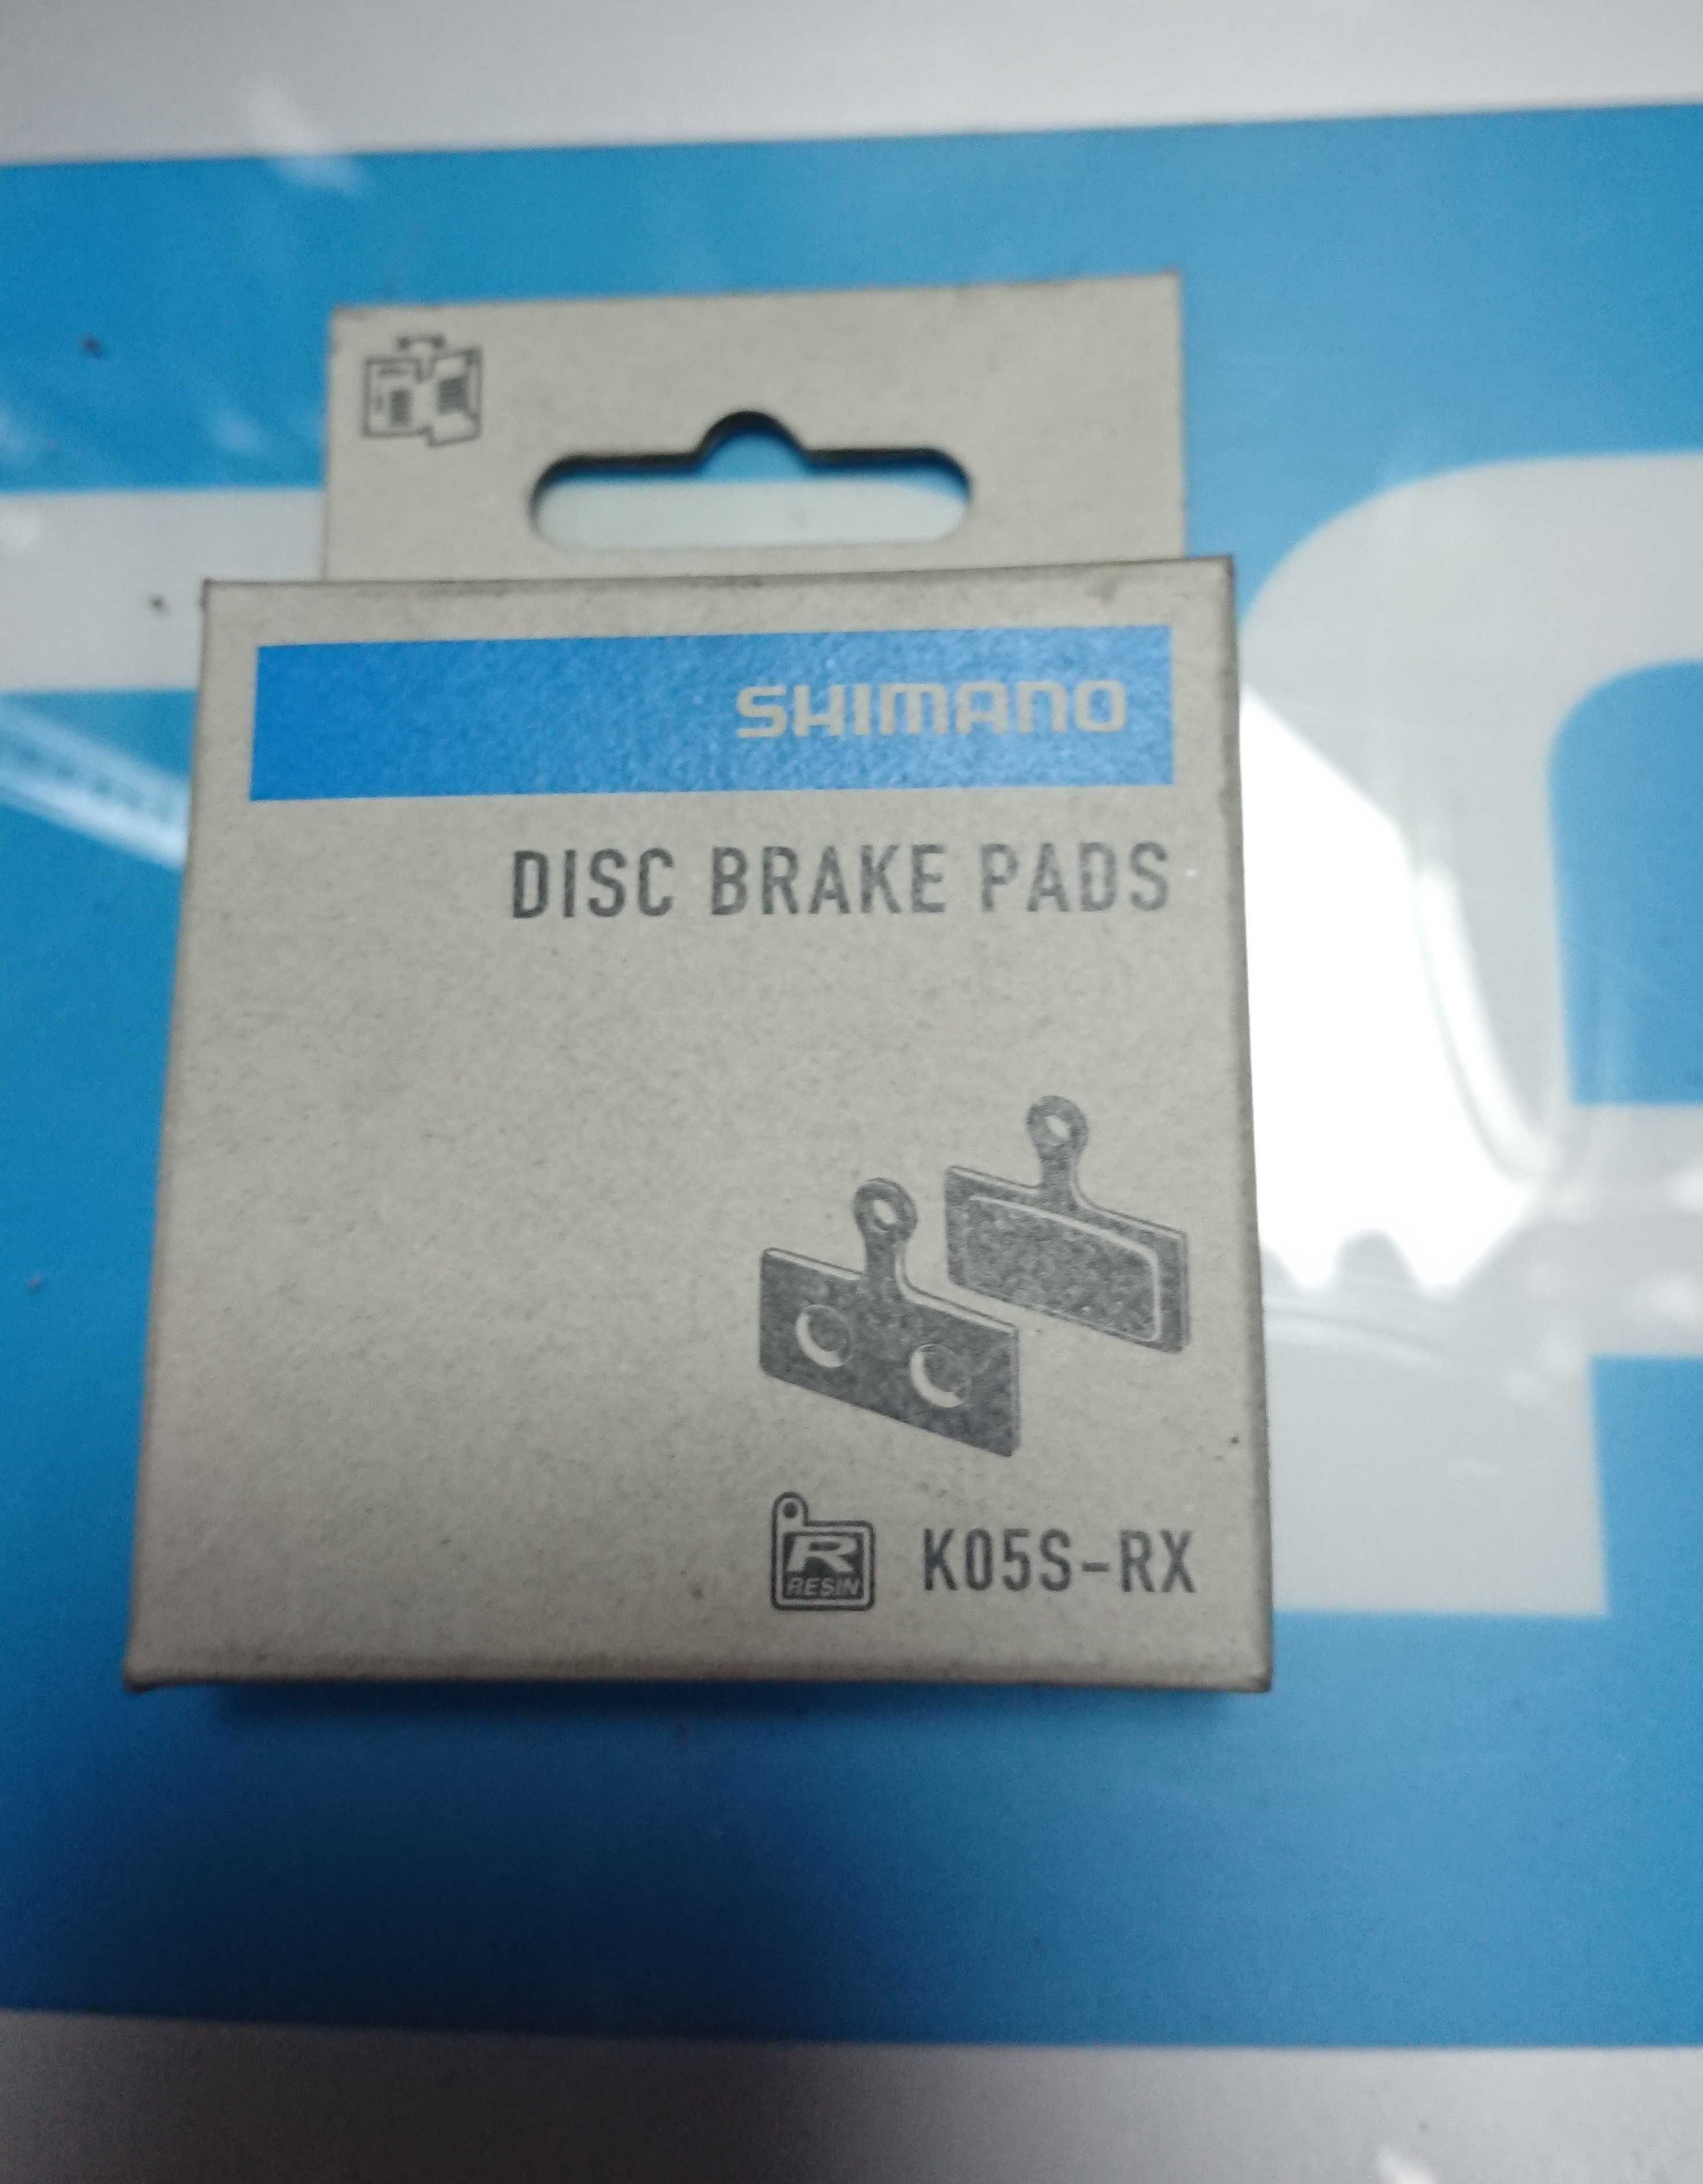 SHIMANO
DISC BRAKE PADS
R
RESIN
K05S-RX